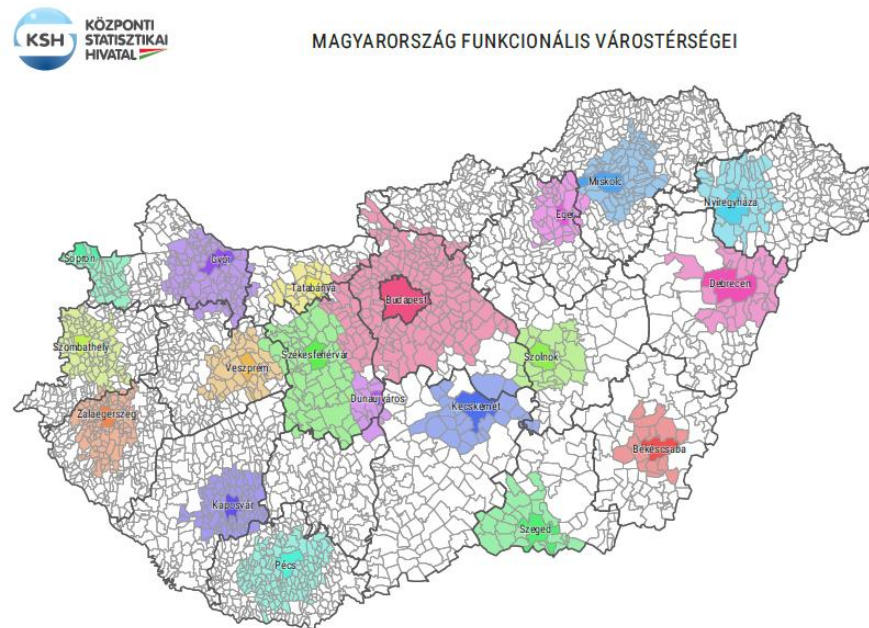 KSH
KÖZPONTI
STATISZTIKAI
HIVATAL
MAGYARORSZÁG FUNKCIONÁLIS VÁROSTÉRSÉGEI
Miskolc
Nyíregyháza
Eger
Sopron
Győr
Tatabánya
Budapest
Debrecen
Szombathely
Székesfehérvár
Szolnok
Veszprém
Dunaújváros
Kecskemét
Zalaegerszeg
Békéscsaba
Kaposvár
Szeged
Pécs